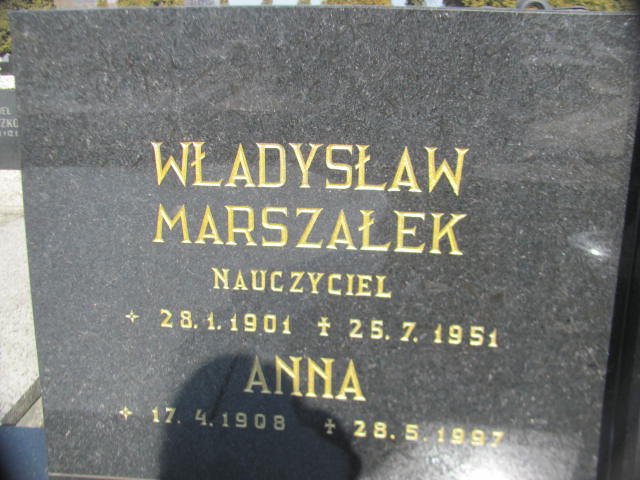 WŁADYSŁAW
MARSZAŁEK
NAUCZYCIEL
✧ 28.1.1901 ✝ 25.7.1951
ANNA
✧ 17.4.1908 ✝ 28.5.1997